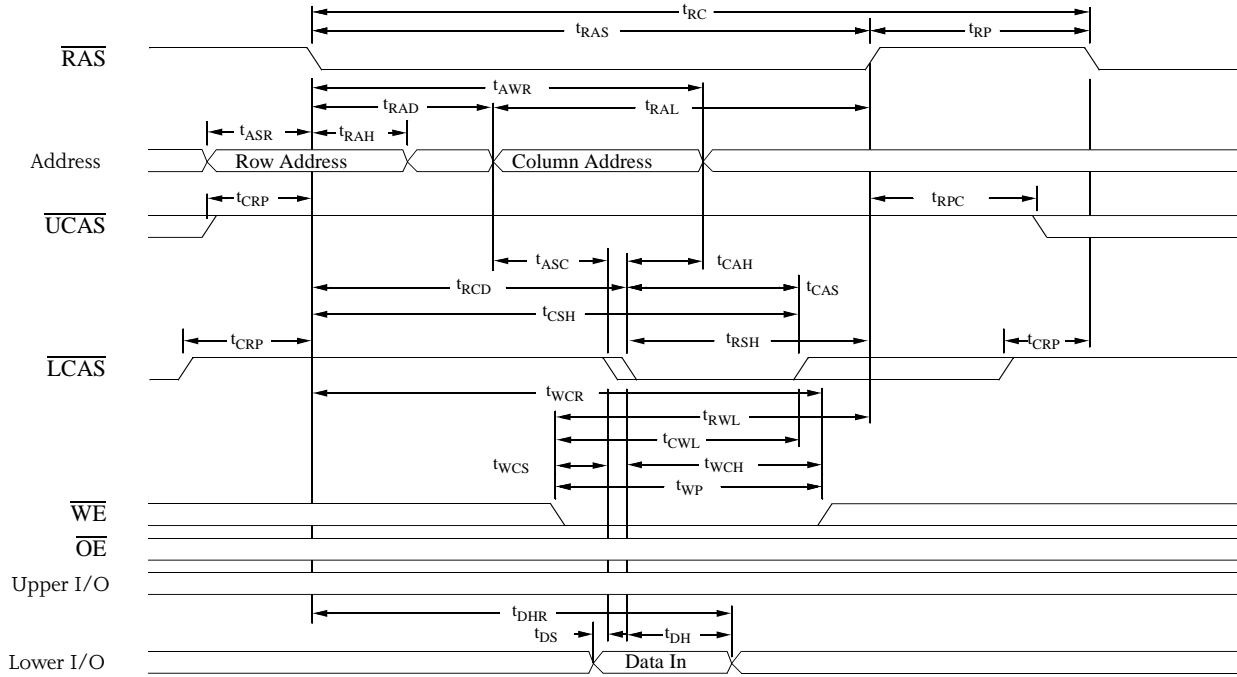 tRC
tRAS tRP
RAS
tAWR
tRAD tRAL
tASR tRAH
Address Row Address Column Address
tCRP tRPC
UCAS
tASC tCAH
tRCD tCAS
tCSH
tCRP tRSH tCRP
LCAS
tWCR
tRWL
tCWL
tWCS tWCH
tWP
WE
OE
Upper I/O
tDHR
tDS tDH
Lower I/O Data In